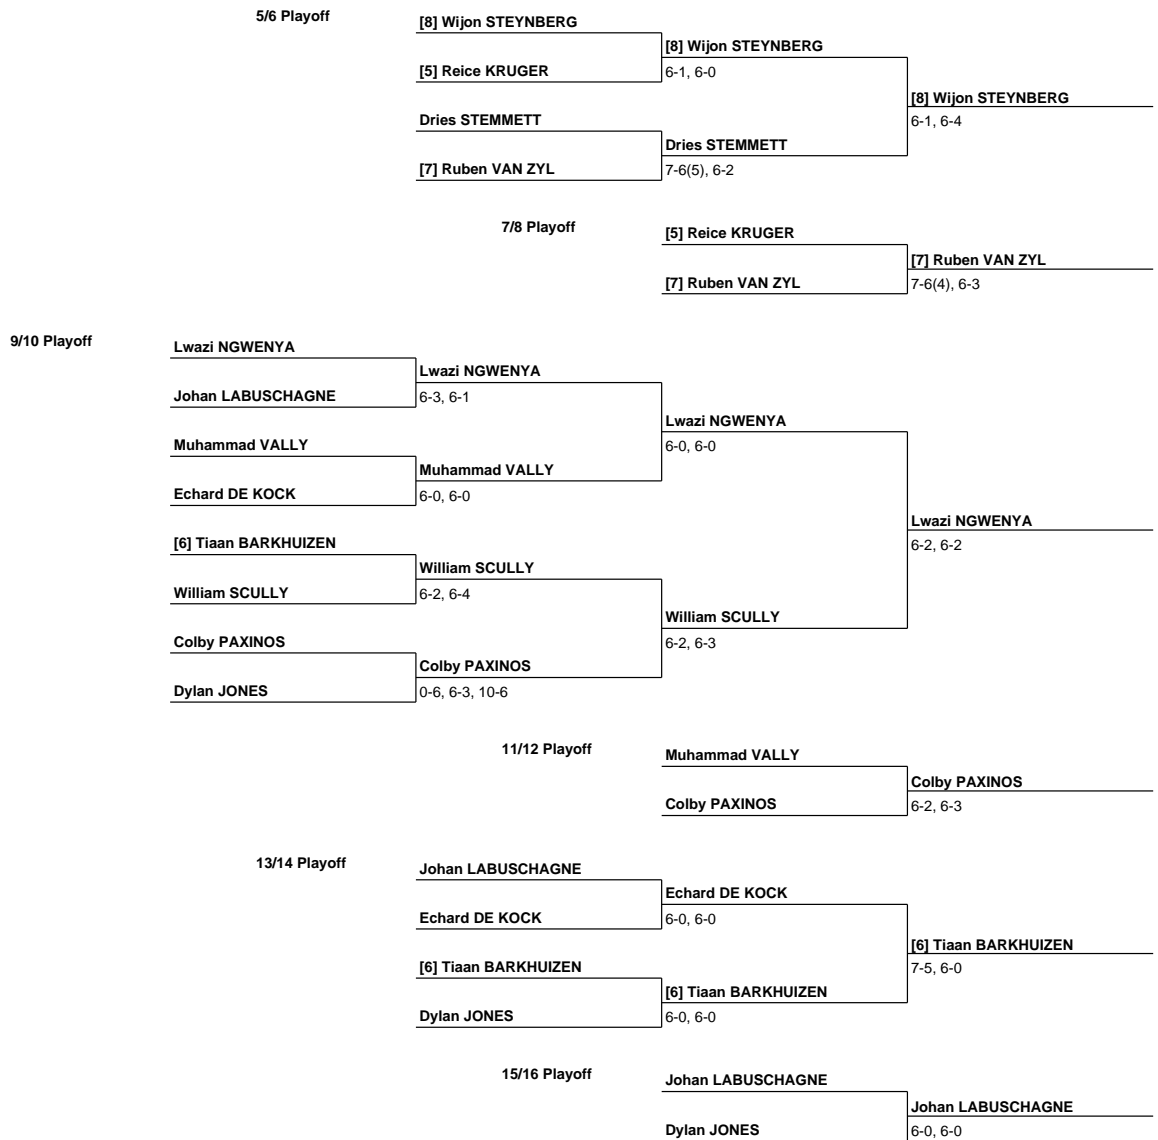 5/6 Playoff
[8] Wijon STEYNBERG
[8] Wijon STEYNBERG
[5] Reice KRUGER
6-1, 6-0
[8] Wijon STEYNBERG
Dries STEMMETT
6-1, 6-4
Dries STEMMETT
[7] Ruben VAN ZYL
7-6(5), 6-2
7/8 Playoff
[5] Reice KRUGER
[7] Ruben VAN ZYL
[7] Ruben VAN ZYL
7-6(4), 6-3
9/10 Playoff
Lwazi NGWENYA
Lwazi NGWENYA
Johan LABUSCHAGNE
6-3, 6-1
Lwazi NGWENYA
Muhammad VALLY
6-0, 6-0
Muhammad VALLY
Echard DE KOCK
6-0, 6-0
Lwazi NGWENYA
[6] Tiaan BARKHUIZEN
6-2, 6-2
William SCULLY
William SCULLY
6-2, 6-4
William SCULLY
Colby PAXINOS
6-2, 6-3
Colby PAXINOS
Dylan JONES
0-6, 6-3, 10-6
11/12 Playoff
Muhammad VALLY
Colby PAXINOS
Colby PAXINOS
6-2, 6-3
13/14 Playoff
Johan LABUSCHAGNE
Echard DE KOCK
Echard DE KOCK
6-0, 6-0
[6] Tiaan BARKHUIZEN
[6] Tiaan BARKHUIZEN
7-5, 6-0
[6] Tiaan BARKHUIZEN
Dylan JONES
6-0, 6-0
15/16 Playoff
Johan LABUSCHAGNE
Johan LABUSCHAGNE
Dylan JONES
6-0, 6-0